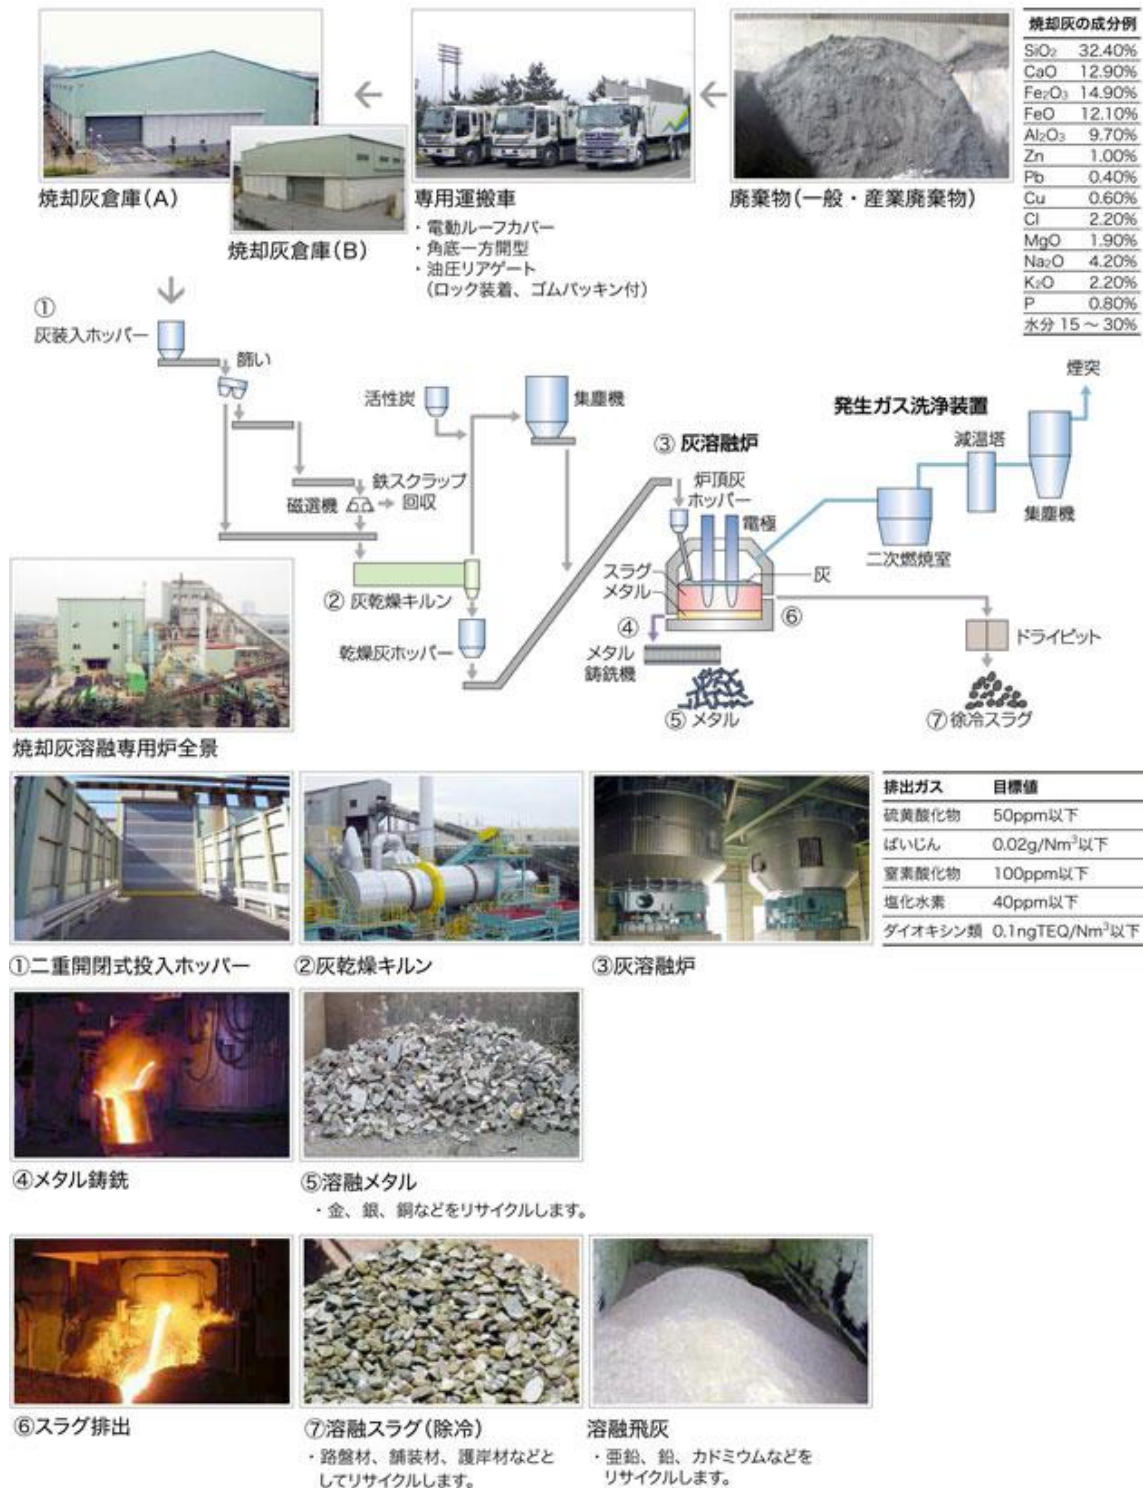 焼却灰の成分例
SiO₂ 32.40%
CaO 12.90%
Fe₂O₃ 14.90%
FeO 12.10%
Al₂O₃ 9.70%
Zn 1.00%
Pb 0.40%
Cu 0.60%
Cl 2.20%
MgO 1.90%
Na₂O 4.20%
K₂O 2.20%
P 0.80%
水分 15～30%
焼却灰倉庫(A)
焼却灰倉庫(B)
専用運搬車
・電動ルーフカバー
・角底一方開型
・油圧リアゲート
(ロック装着、ゴムパッキン付)
廃棄物(一般・産業廃棄物)
①
灰装入ホッパー
篩い
磁選機
鉄スクラップ
回収
活性炭
集塵機
② 灰乾燥キルン
乾燥灰ホッパー
③ 灰溶融炉
炉頂灰
ホッパー
電極
スラグ
メタル
灰
④
メタル
鋳銑機
⑤ メタル
⑥
発生ガス洗浄装置
煙突
減温塔
二次燃焼室
集塵機
ドライピット
⑦ 徐冷スラグ
焼却灰溶融専用炉全景
排出ガス 目標値
硫黄酸化物 50ppm以下
ばいじん 0.02g/Nm³以下
窒素酸化物 100ppm以下
塩化水素 40ppm以下
ダイオキシン類 0.1ngTEQ/Nm³以下
①二重開閉式投入ホッパー
②灰乾燥キルン
③灰溶融炉
④メタル鋳銑
⑤溶融メタル
・金、銀、銅などをリサイクルします。
⑥スラグ排出
⑦溶融スラグ(除冷)
・路盤材、舗装材、護岸材などと
してリサイクルします。
溶融飛灰
・亜鉛、鉛、カドミウムなどを
リサイクルします。